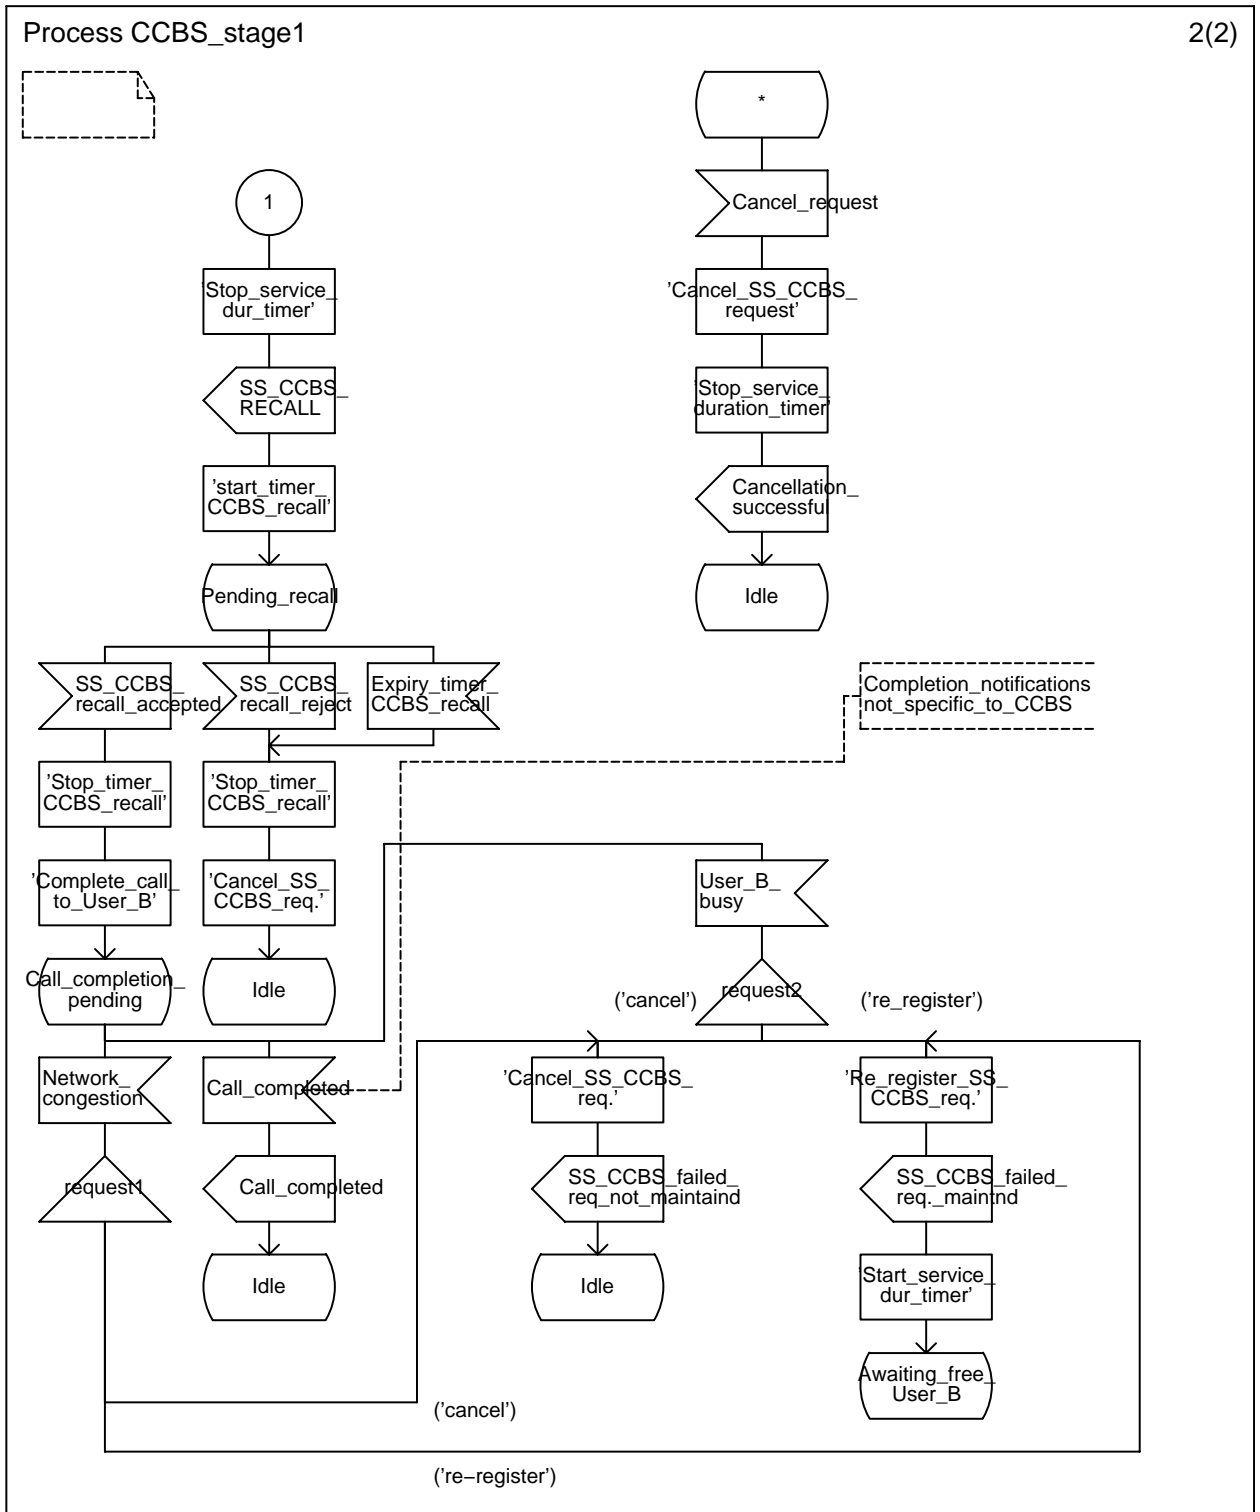 Process CCBS_stage1
2(2)
*
1
Cancel_request
'Stop_service_
dur_timer'
'Cancel_SS_CCBS_
request'
SS_CCBS_
RECALL
'Stop_service_
duration_timer'
'start_timer_
CCBS_recall'
Cancellation_
successful
Pending_recall
Idle
SS_CCBS_
recall_accepted
SS_CCBS_
recall_reject
Expiry_timer_
CCBS_recall
Completion_notifications
not_specific_to_CCBS
'Stop_timer_
CCBS_recall'
'Stop_timer_
CCBS_recall'
'Complete_call_
to_User_B'
'Cancel_SS_
CCBS_req.'
User_B_
busy
Call_completion_
pending
Idle
('cancel')
request2
('re_register')
Network_
congestion
Call_completed
'Cancel_SS_CCBS_
req.'
'Re_register_SS_
CCBS_req.'
request1
Call_completed
SS_CCBS_failed_
req_not_maintaind
SS_CCBS_failed_
req._maintnd
Idle
Idle
'Start_service_
dur_timer'
Awaiting_free_
User_B
('cancel')
('re−register')